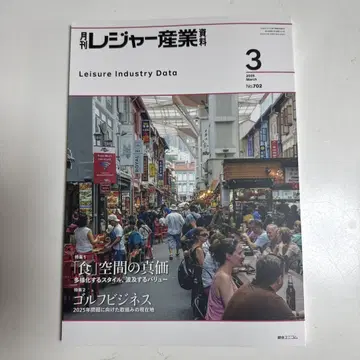 月刊
レジャー産業
資料
Leisure Industry Data
3
2025
March
No.702
特集1
「食」空間の真価
多様化するスタイル、波及するバリュー
特集2
ゴルフビジネス
2025年問題に向けた取組みの現在地